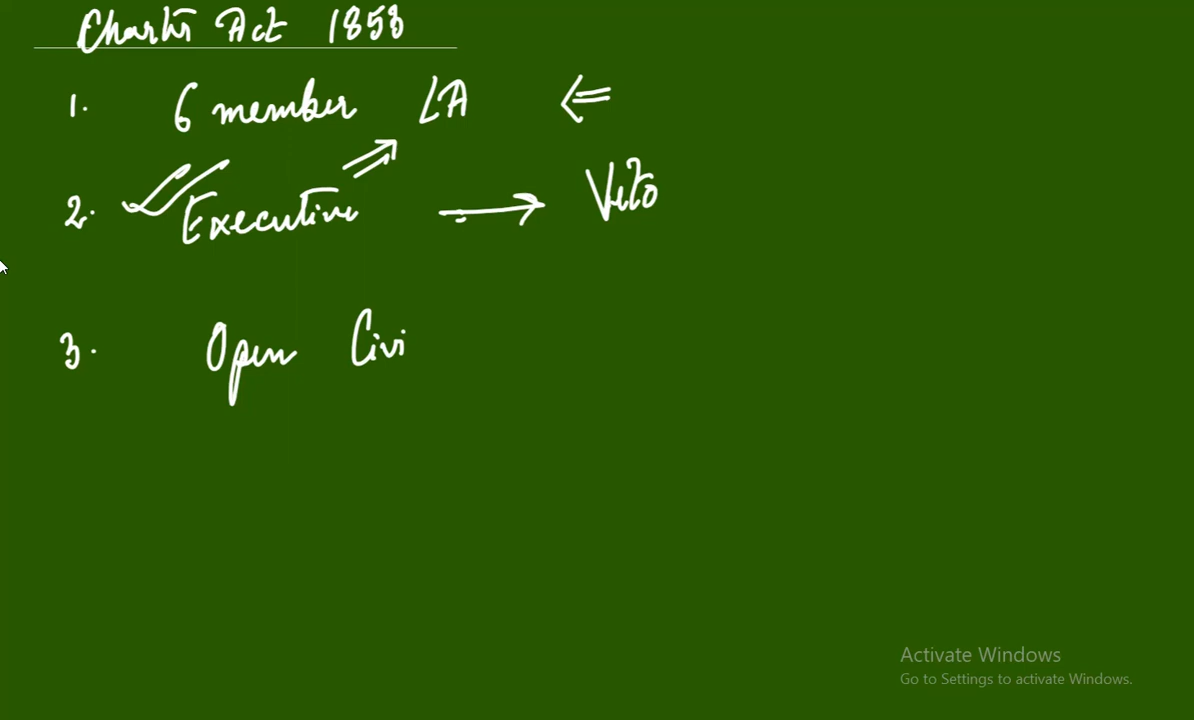 Charter Act 1853
1. 6 member LA ⇐
2. Executive → Veto
3. Open Civi
Activate Windows
Go to Settings to activate Windows.